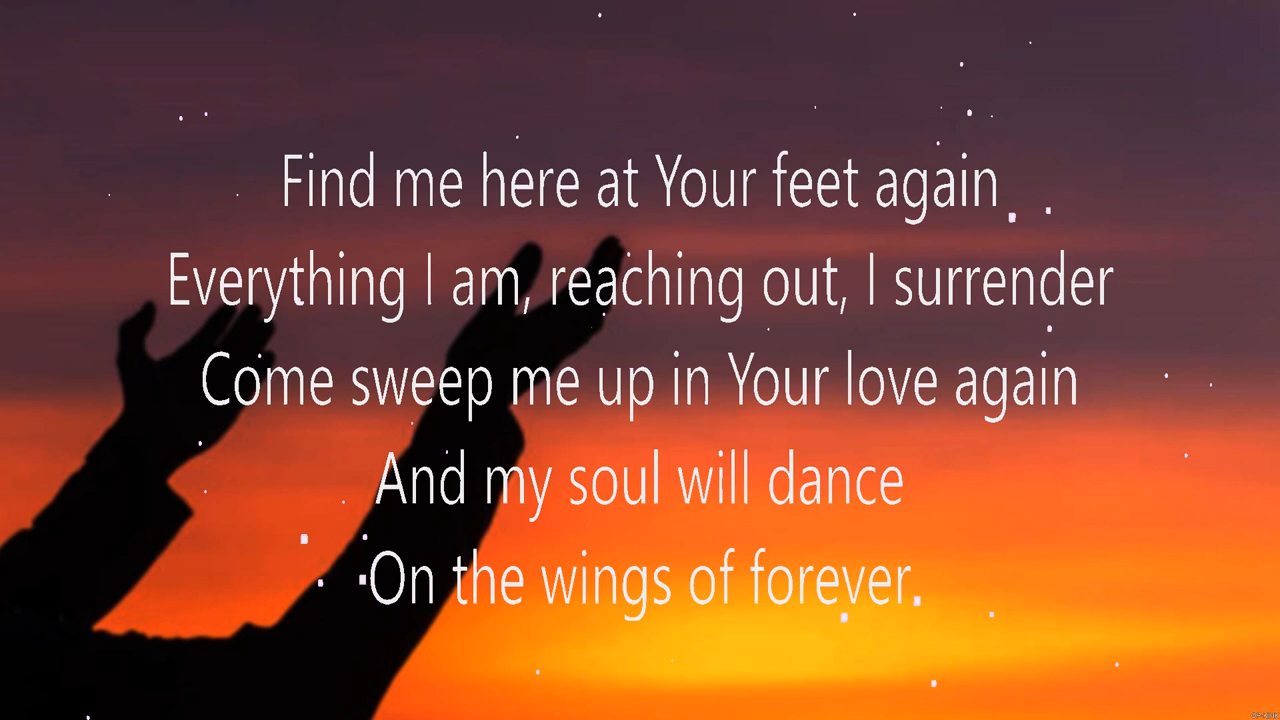 Find me here at Your feet again
Everything I am, reaching out, I surrender
Come sweep me up in Your love again
And my soul will dance
On the wings of forever